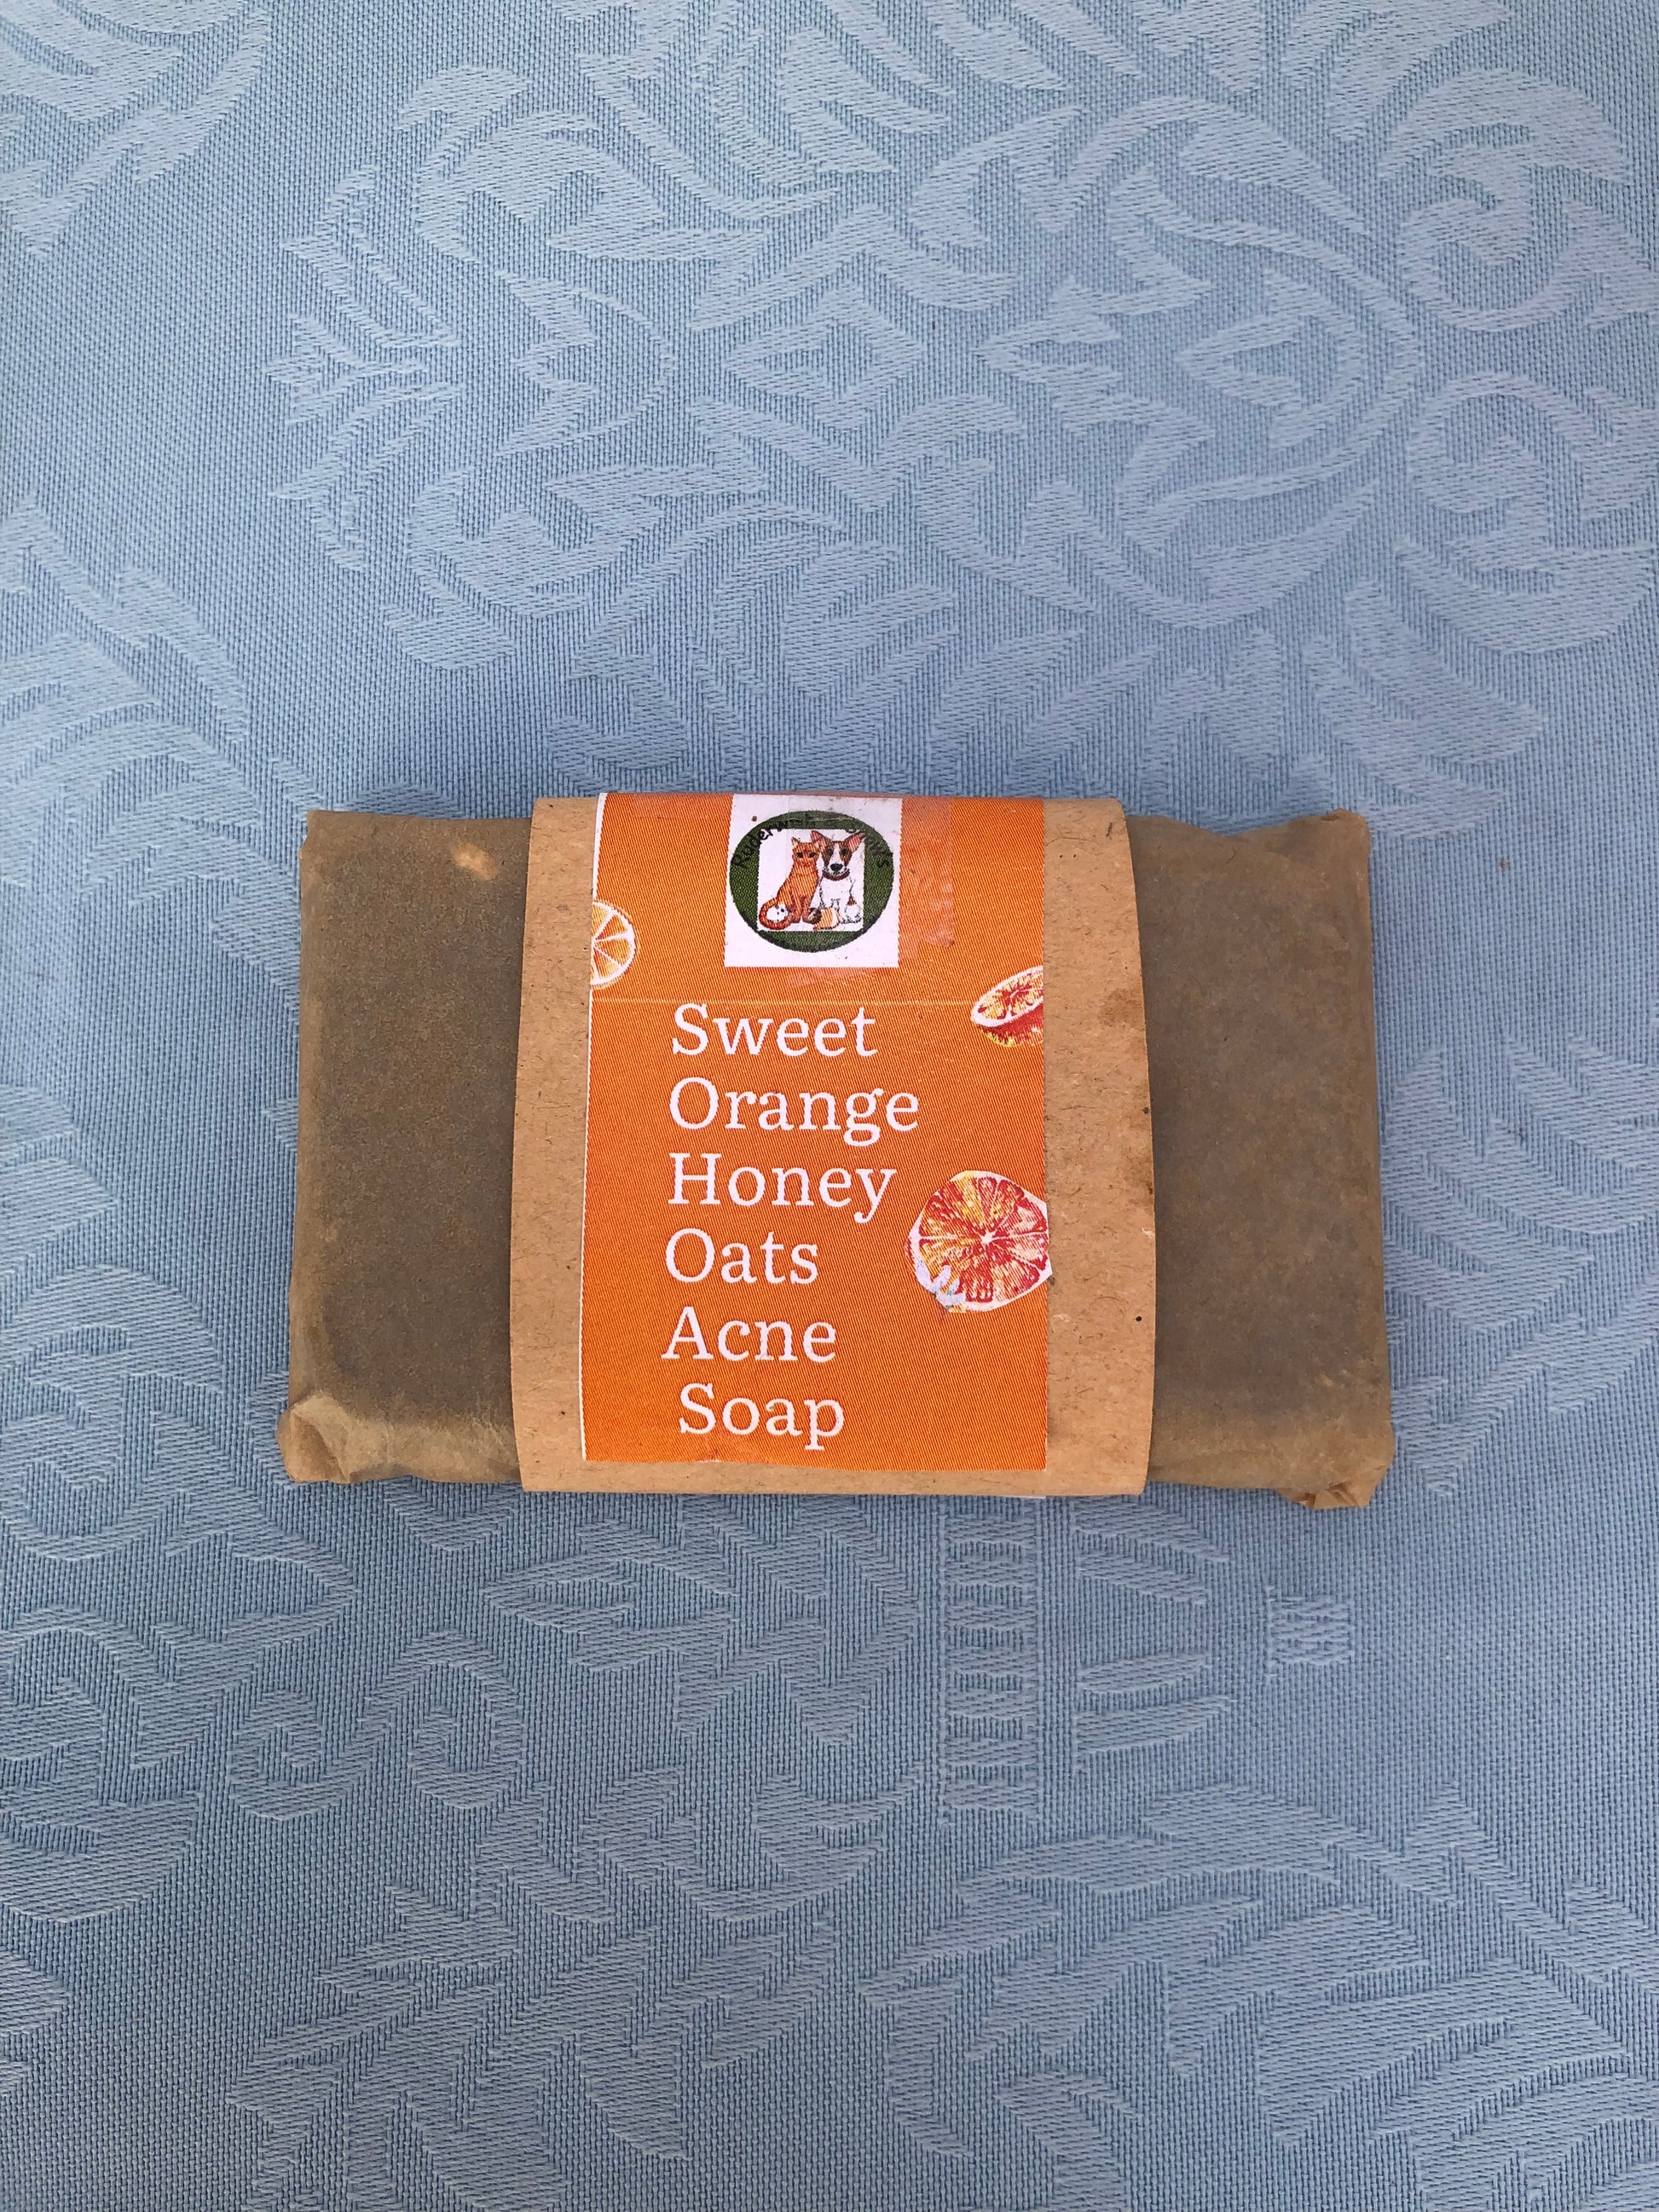 Sweet
Orange
Honey
Oats
Acne
Soap